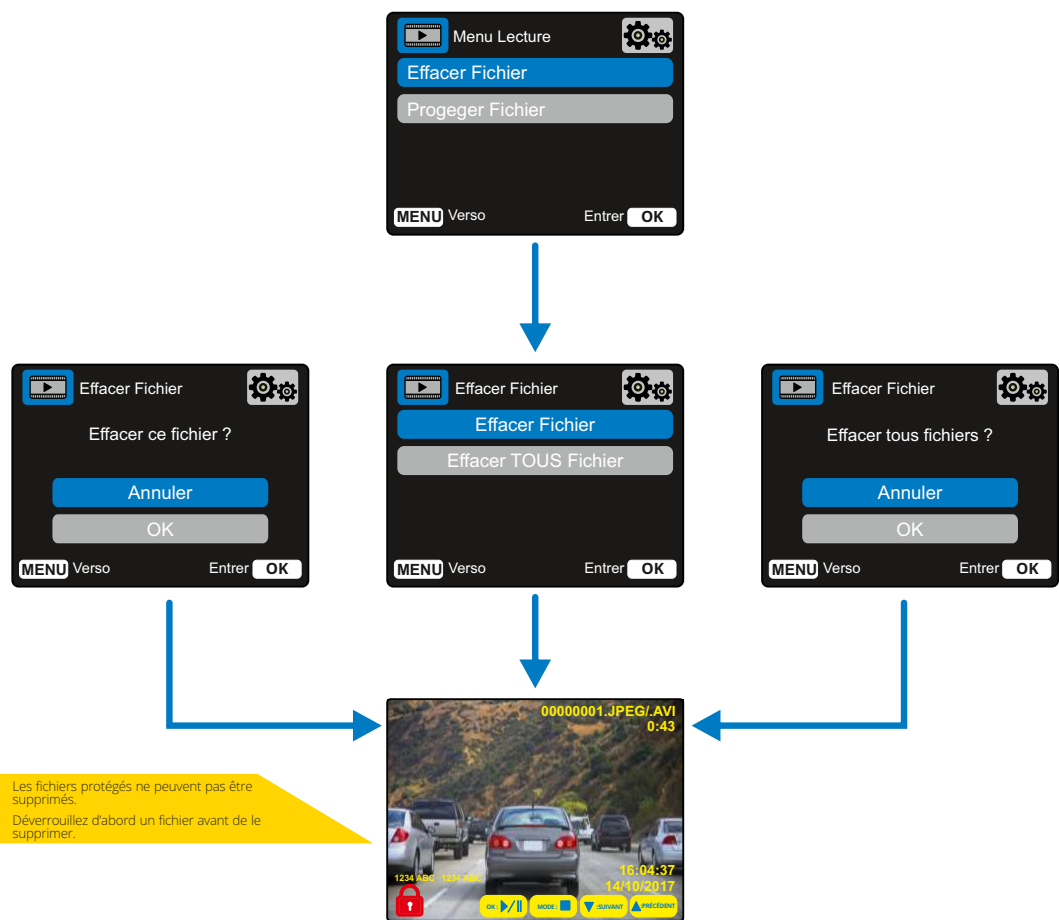 Menu Lecture
Effacer Fichier
Progeger Fichier
MENU Verso Entrer OK
Effacer Fichier
Effacer ce fichier ?
Annuler
OK
MENU Verso Entrer OK
Effacer Fichier
Effacer Fichier
Effacer TOUS Fichier
MENU Verso Entrer OK
Effacer Fichier
Effacer tous fichiers ?
Annuler
OK
MENU Verso Entrer OK
00000001.JPEG/.AVI
0:43
Les fichiers protégés ne peuvent pas être
supprimés.
Déverrouillez d'abord un fichier avant de le
supprimer.
16:04:37
1234 ABC 1234 ABC
14/10/2017
OK : MODE : :SUIVANT :PRÉCÉDENT